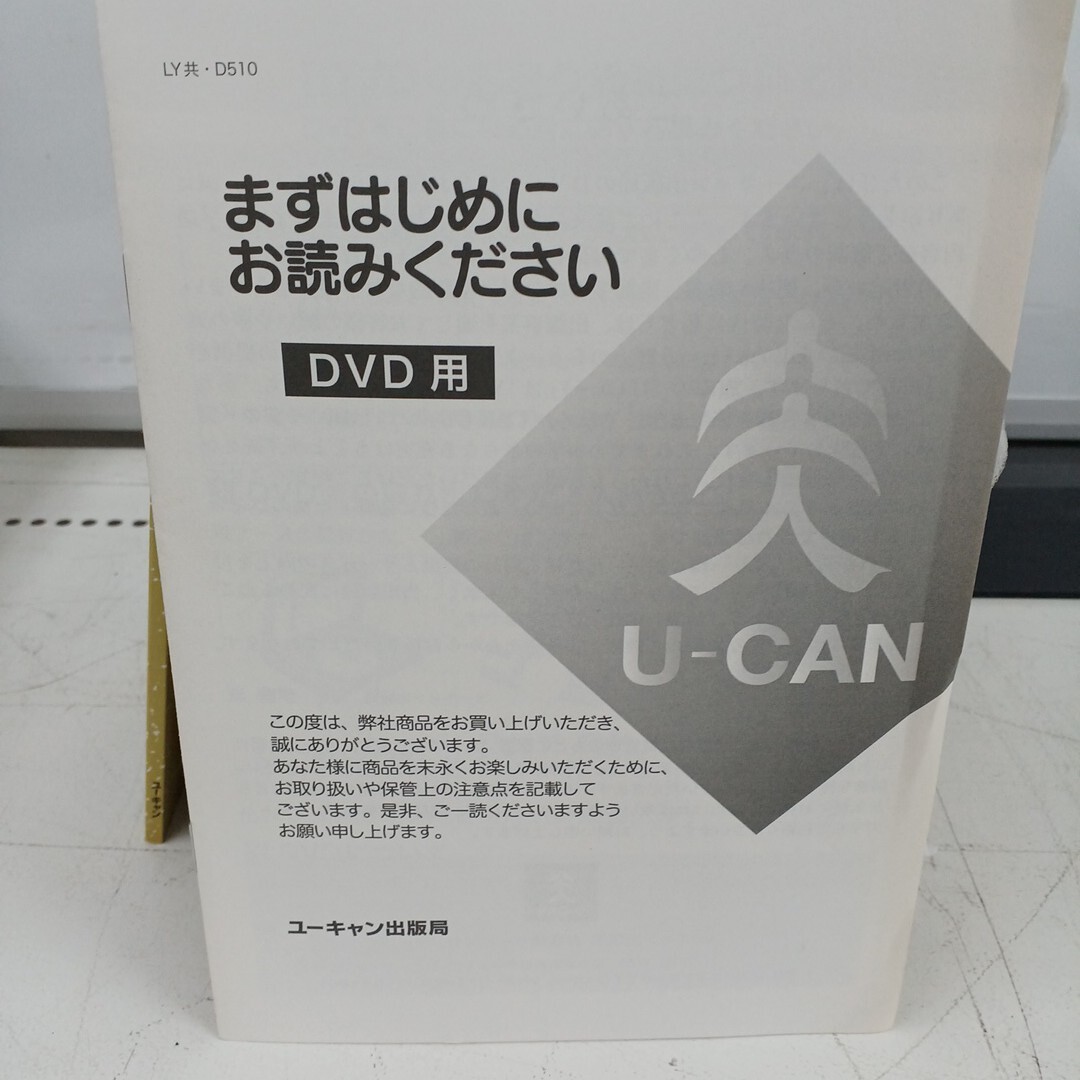 LY共・D510
まずはじめに
お読みください
DVD 用
U-CAN
この度は、弊社商品をお買い上げいただき、
誠にありがとうございます。
あなた様に商品を末永くお楽しみいただくために、
お取り扱いや保管上の注意点を記載して
ございます。是非、ご一読くださいますよう
お願い申し上げます。
ユーキャン出版局
ユーキャン